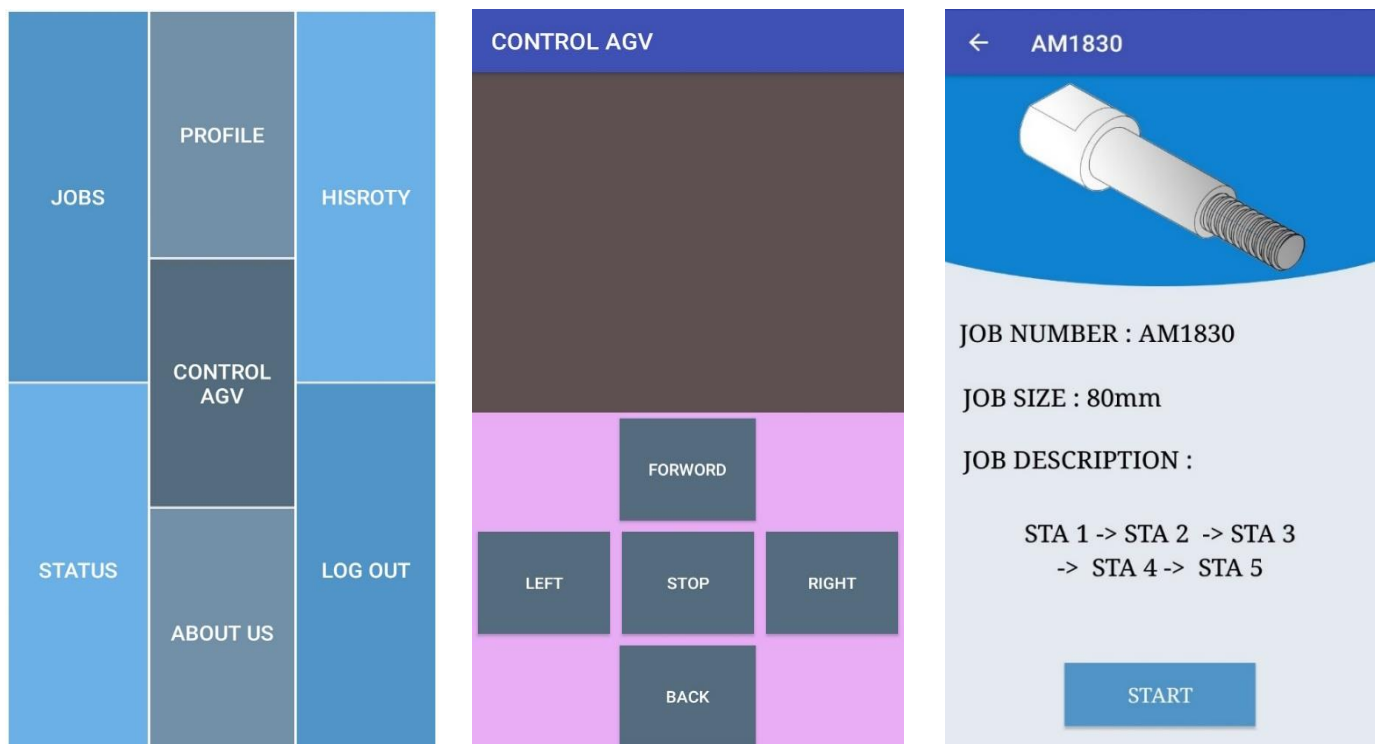 PROFILE
JOBS
HISROTY
CONTROL
AGV
STATUS
LOG OUT
ABOUT US
CONTROL AGV
FORWORD
LEFT
STOP
RIGHT
BACK
AM1830
JOB NUMBER : AM1830
JOB SIZE : 80mm
JOB DESCRIPTION :
STA 1 -> STA 2 -> STA 3
-> STA 4 -> STA 5
START